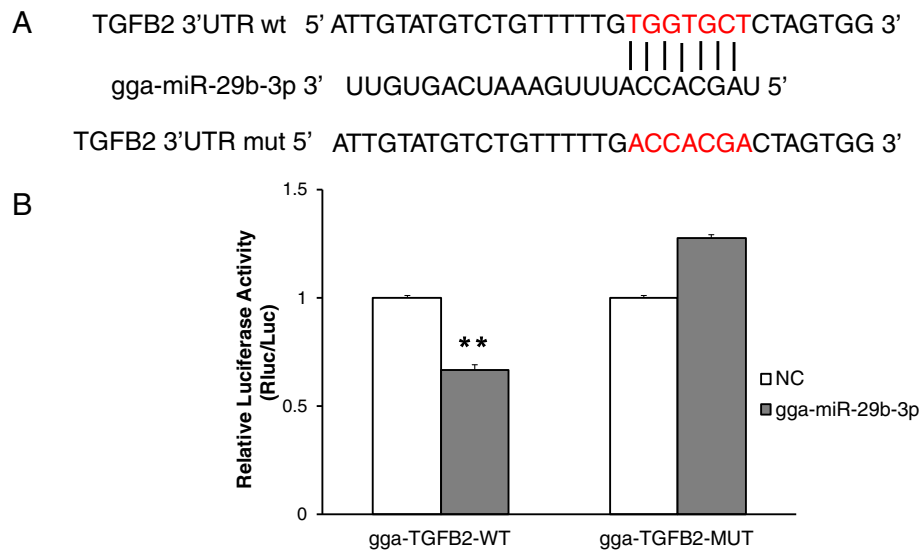 A
TGFB2 3'UTR wt 5' ATTGTATGTCTGTTTTTGTGGTGCTCTAGTGG 3'
gga-miR-29b-3p 3' UUGUGACUAAAGUUUACCACGAU 5'
TGFB2 3'UTR mut 5' ATTGTATGTCTGTTTTTGACCACGACTAGTGG 3'
B
Relative Luciferase Activity
(Rluc/Luc)
1.5
1
0.5
0
**
NC
gga-miR-29b-3p
gga-TGFB2-WT
gga-TGFB2-MUT